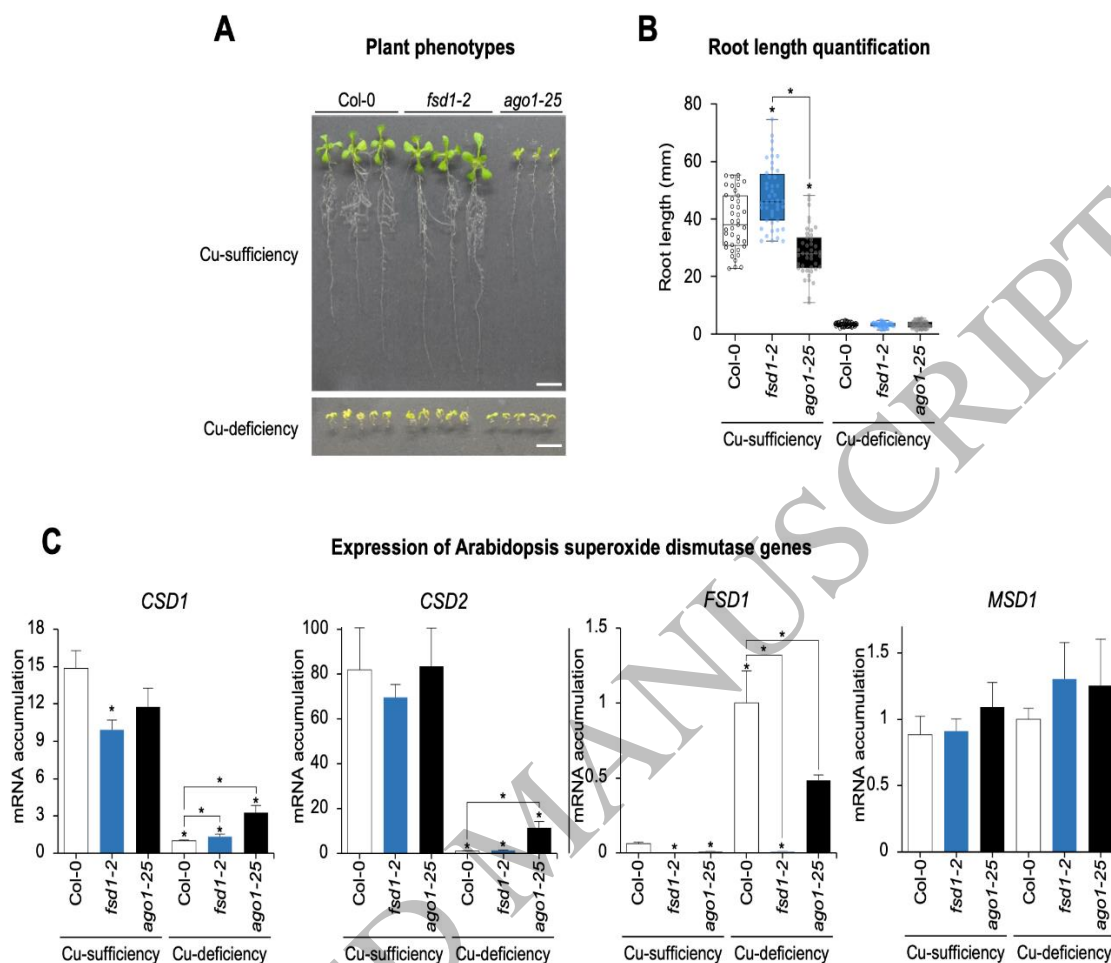 A
Plant phenotypes
Col-0 fsd1-2 ago1-25
Cu-sufficiency
Cu-deficiency
B
Root length quantification
Root length (mm)
80
60
40
20
0
* * *
Col-0 fsd1-2 ago1-25 Col-0 fsd1-2 ago1-25
Cu-sufficiency Cu-deficiency
C
Expression of Arabidopsis superoxide dismutase genes
CSD1
mRNA accumulation
18
15
12
9
6
3
0
* * * * * *
Col-0 fsd1-2 ago1-25 Col-0 fsd1-2 ago1-25
Cu-sufficiency Cu-deficiency
CSD2
mRNA accumulation
100
80
60
40
20
0
* * * *
Col-0 fsd1-2 ago1-25 Col-0 fsd1-2 ago1-25
Cu-sufficiency Cu-deficiency
FSD1
mRNA accumulation
1.5
1
0.5
0
* * * * * *
Col-0 fsd1-2 ago1-25 Col-0 fsd1-2 ago1-25
Cu-sufficiency Cu-deficiency
MSD1
mRNA accumulation
1.5
1
0.5
0
Col-0 fsd1-2 ago1-25 Col-0 fsd1-2 ago1-25
Cu-sufficiency Cu-deficiency
D MANUSCRIPT